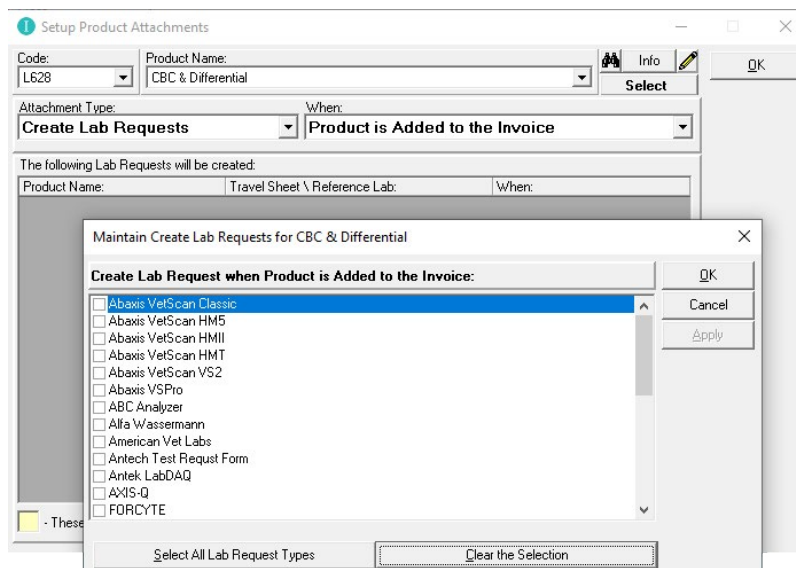 Setup Product Attachments
Code:
L628
Product Name:
CBC & Differential
Info
Select
OK
Attachment Type:
Create Lab Requests
When:
Product is Added to the Invoice
The following Lab Requests will be created:
Product Name: Travel Sheet \ Reference Lab: When:
Maintain Create Lab Requests for CBC & Differential
Create Lab Request when Product is Added to the Invoice:
OK
Cancel
Apply
Abaxis VetScan Classic
Abaxis VetScan HM5
Abaxis VetScan HMII
Abaxis VetScan HMT
Abaxis VetScan VS2
Abaxis VSPro
ABC Analyzer
Alfa Wassermann
American Vet Labs
Antech Test Requst Form
Antek LabDAQ
AXIS-Q
FORCYTE
- These
Select All Lab Request Types
Clear the Selection